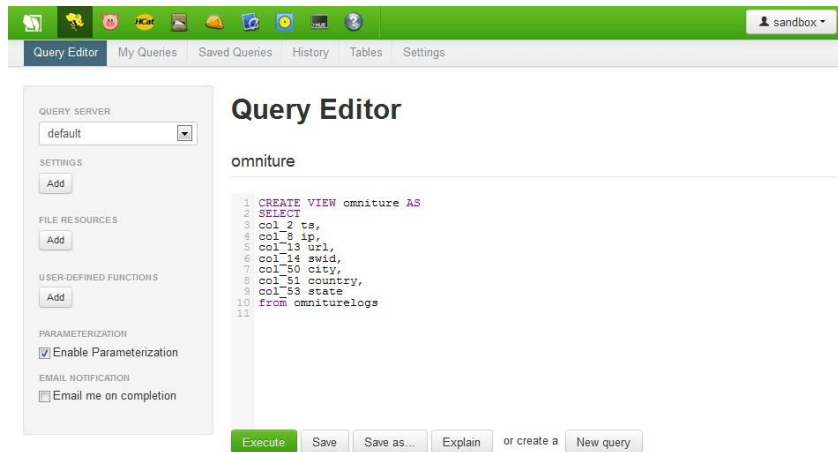 HCat
HUE
sandbox
Query Editor My Queries Saved Queries History Tables Settings
QUERY SERVER
default
SETTINGS
Add
FILE RESOURCES
Add
USER-DEFINED FUNCTIONS
Add
PARAMETERIZATION
Enable Parameterization
EMAIL NOTIFICATION
Email me on completion
Query Editor
omniture
1 CREATE VIEW omniture AS
2 SELECT
3 col_2 ts,
4 col_8 ip,
5 col_13 url,
6 col_14 swid,
7 col_50 city,
8 col_51 country,
9 col_53 state
10 from omniturelogs
11
Execute Save Save as... Explain or create a New query